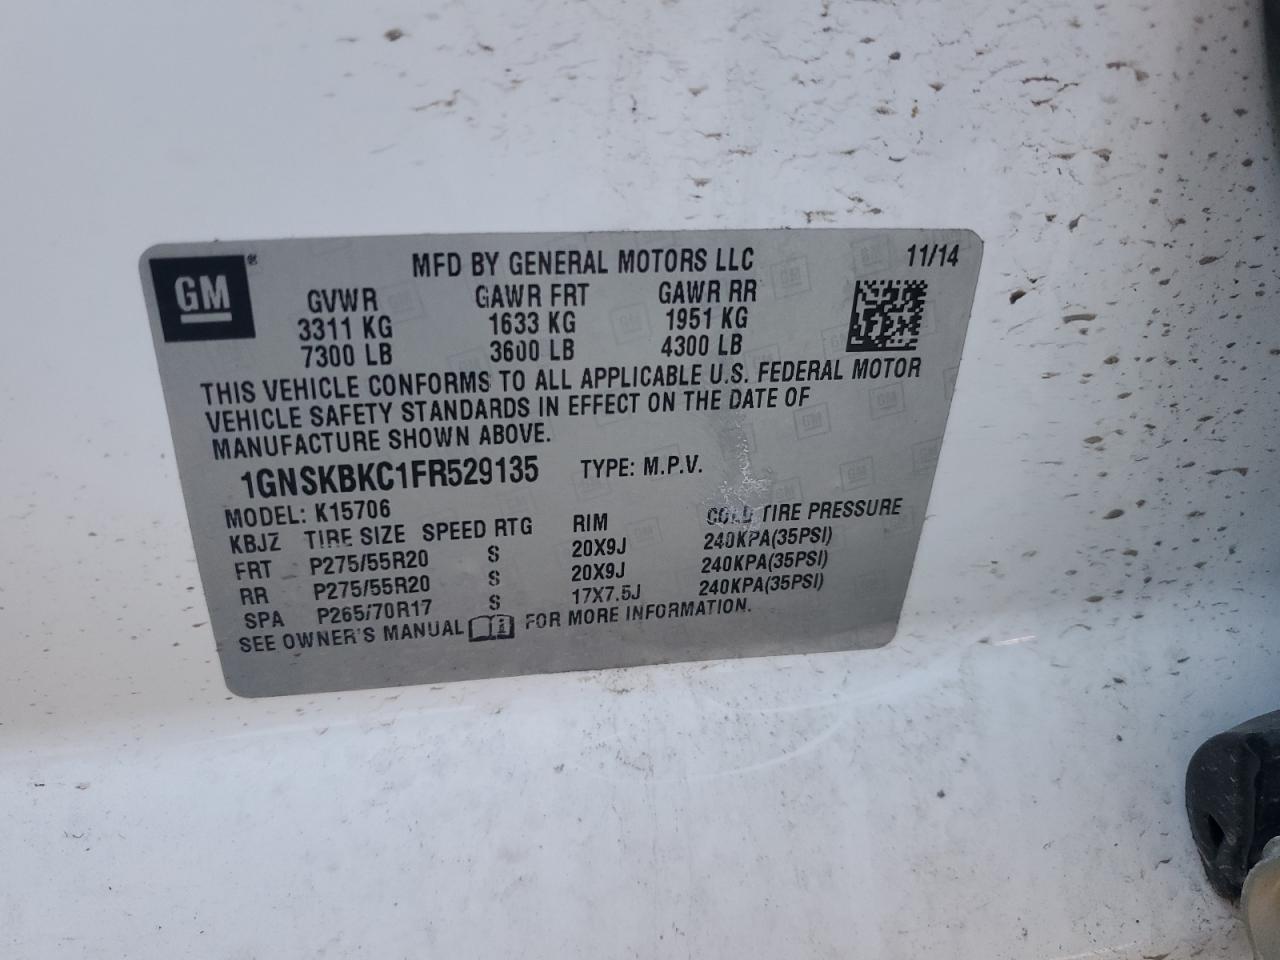 GM® MFD BY GENERAL MOTORS LLC 11/14
GVWR GAWR FRT GAWR RR
3311 KG 1633 KG 1951 KG
7300 LB 3600 LB 4300 LB
THIS VEHICLE CONFORMS TO ALL APPLICABLE U.S. FEDERAL MOTOR
VEHICLE SAFETY STANDARDS IN EFFECT ON THE DATE OF
MANUFACTURE SHOWN ABOVE.
1GNSKBKC1FR529135 TYPE: M.P.V.
MODEL: K15706
KBJZ TIRE SIZE SPEED RTG RIM COLD TIRE PRESSURE
FRT P275/55R20 S 20X9J 240KPA(35PSI)
RR P275/55R20 S 20X9J 240KPA(35PSI)
SPA P265/70R17 S 17X7.5J 240KPA(35PSI)
SEE OWNER'S MANUAL FOR MORE INFORMATION.